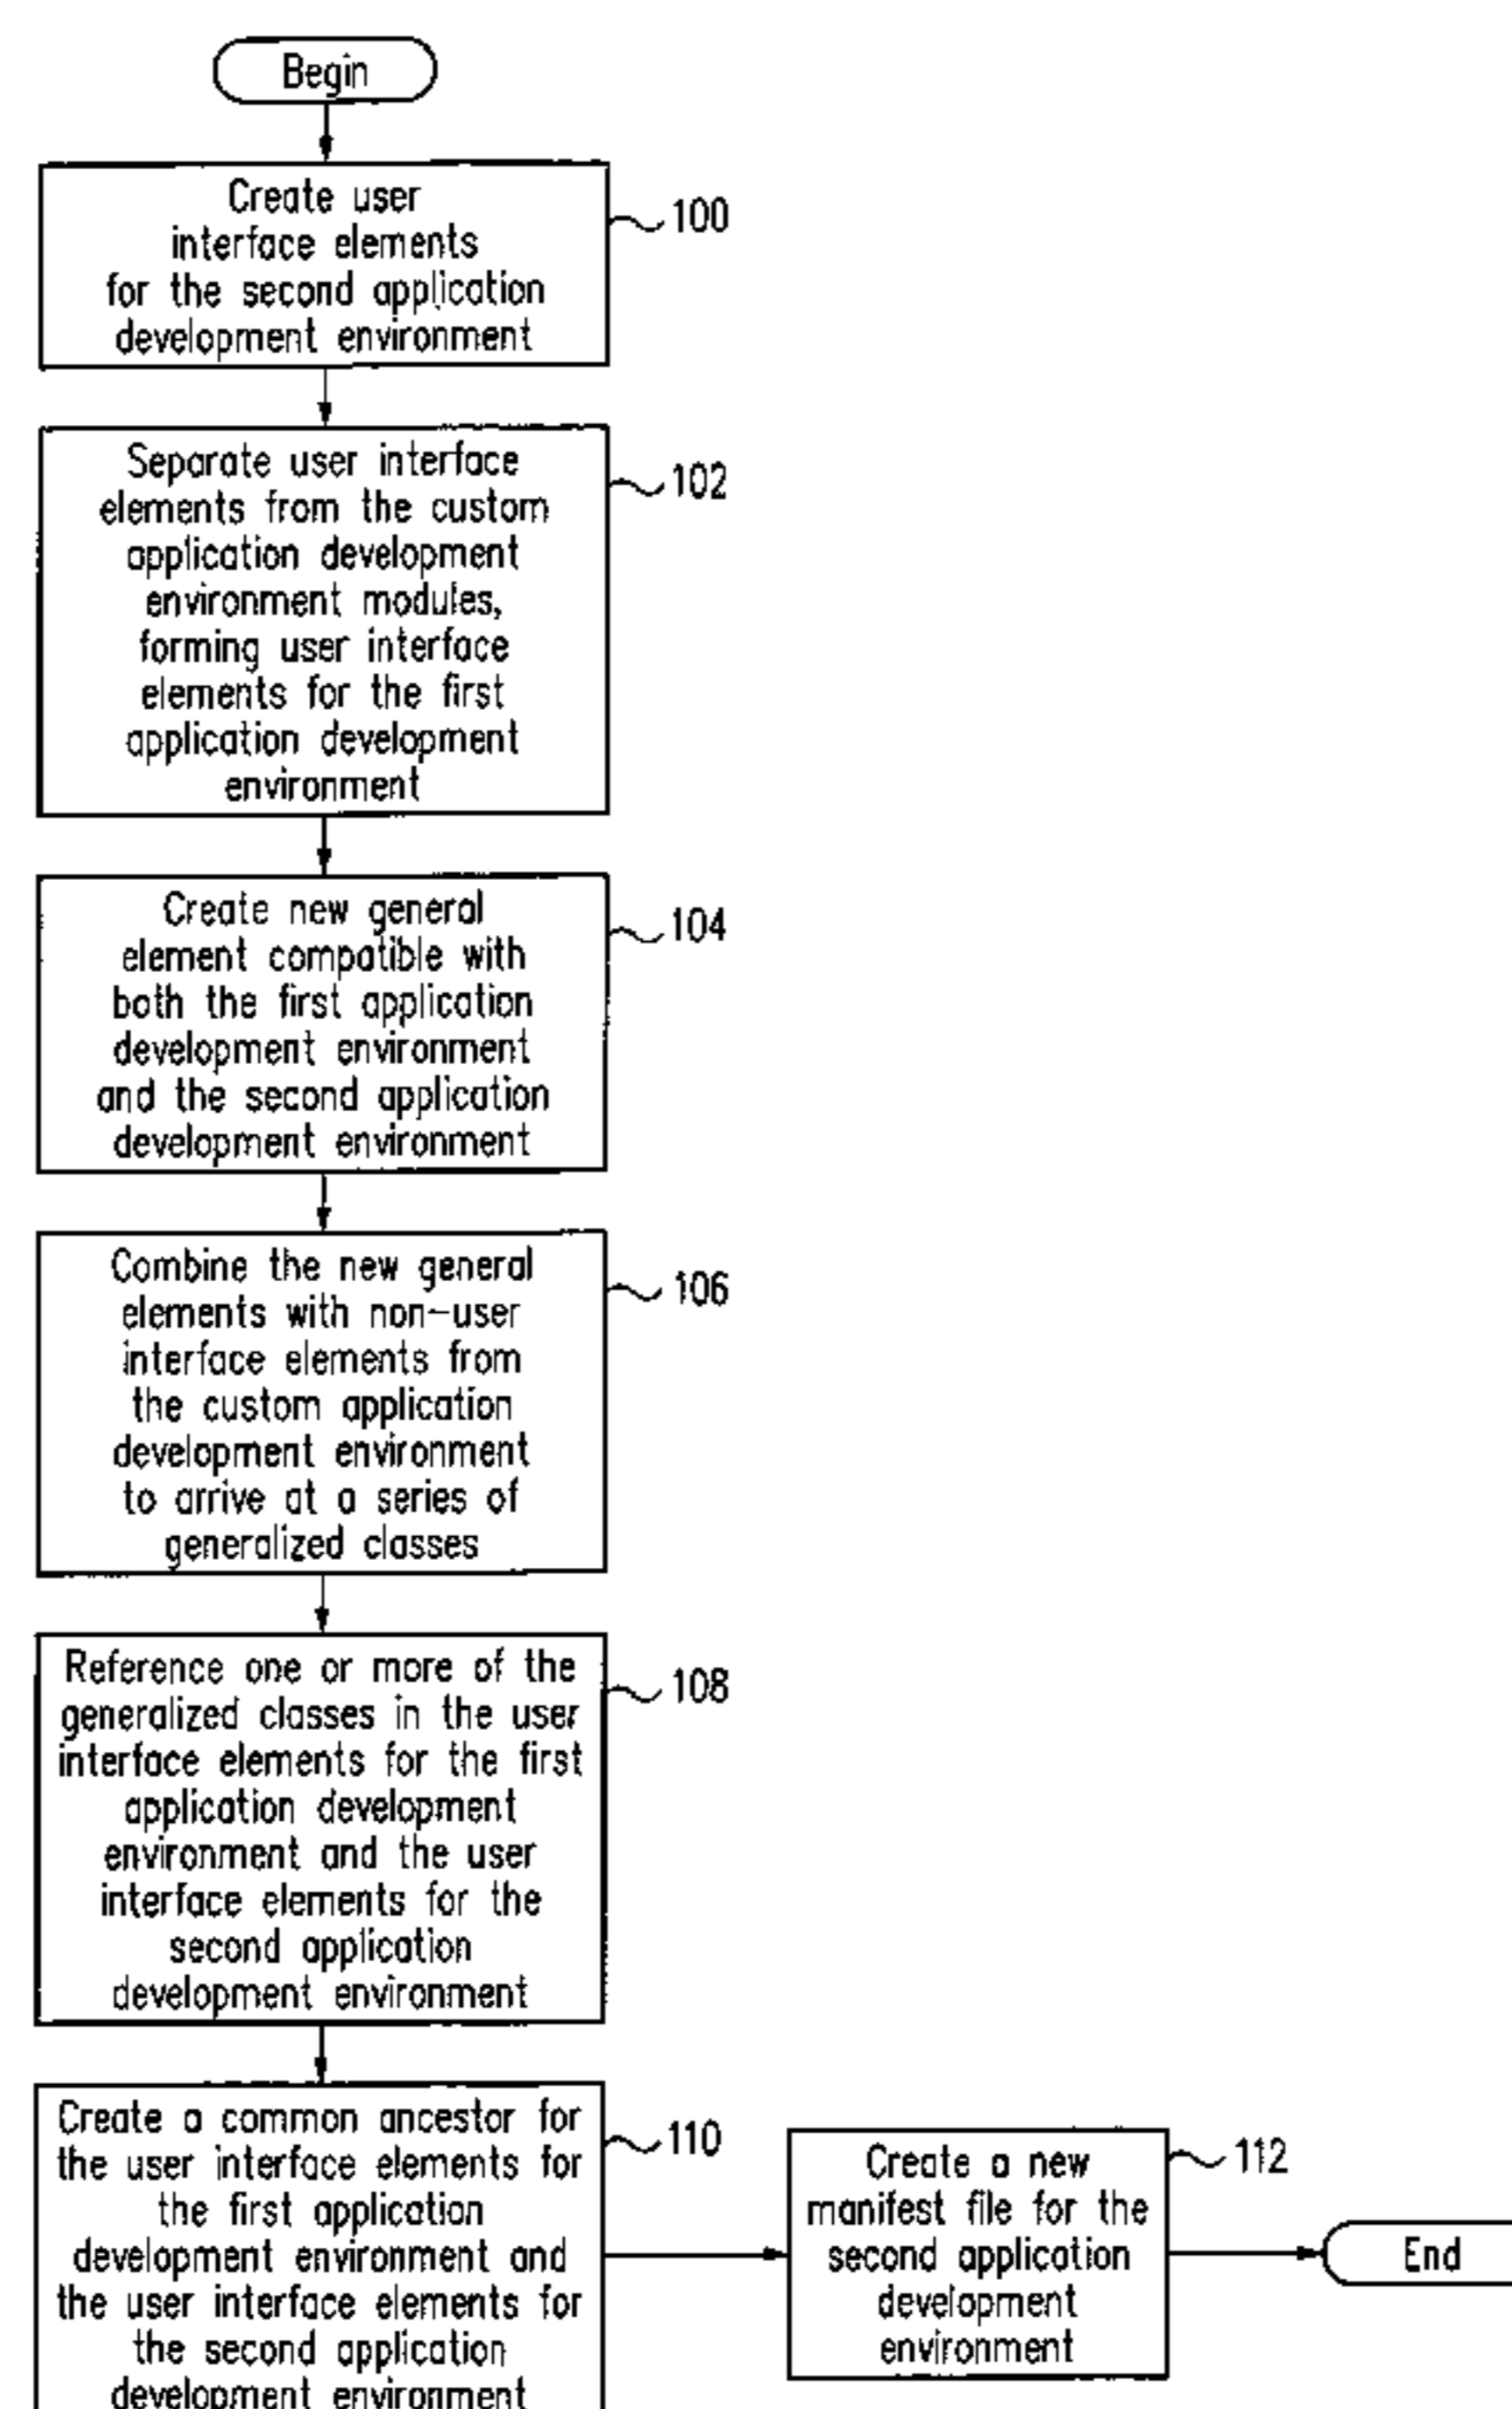 Begin
Create user
interface elements
for the second application
development environment
100
Separate user interface
elements from the custom
application development
environment modules,
forming user interface
elements for the first
application development
environment
102
Create new general
element compatible with
both the first application
development environment
and the second application
development environment
104
Combine the new general
elements with non-user
interface elements from
the custom application
development environment
to arrive at a series of
generalized classes
106
Reference one or more of the
generalized classes in the user
interface elements for the first
application development
environment and the user
interface elements for the
second application
development environment
108
Create a common ancestor for
the user interface elements for
the first application
development environment and
the user interface elements for
the second application
development environment
110
Create a new
manifest file for the
second application
development
environment
112
End